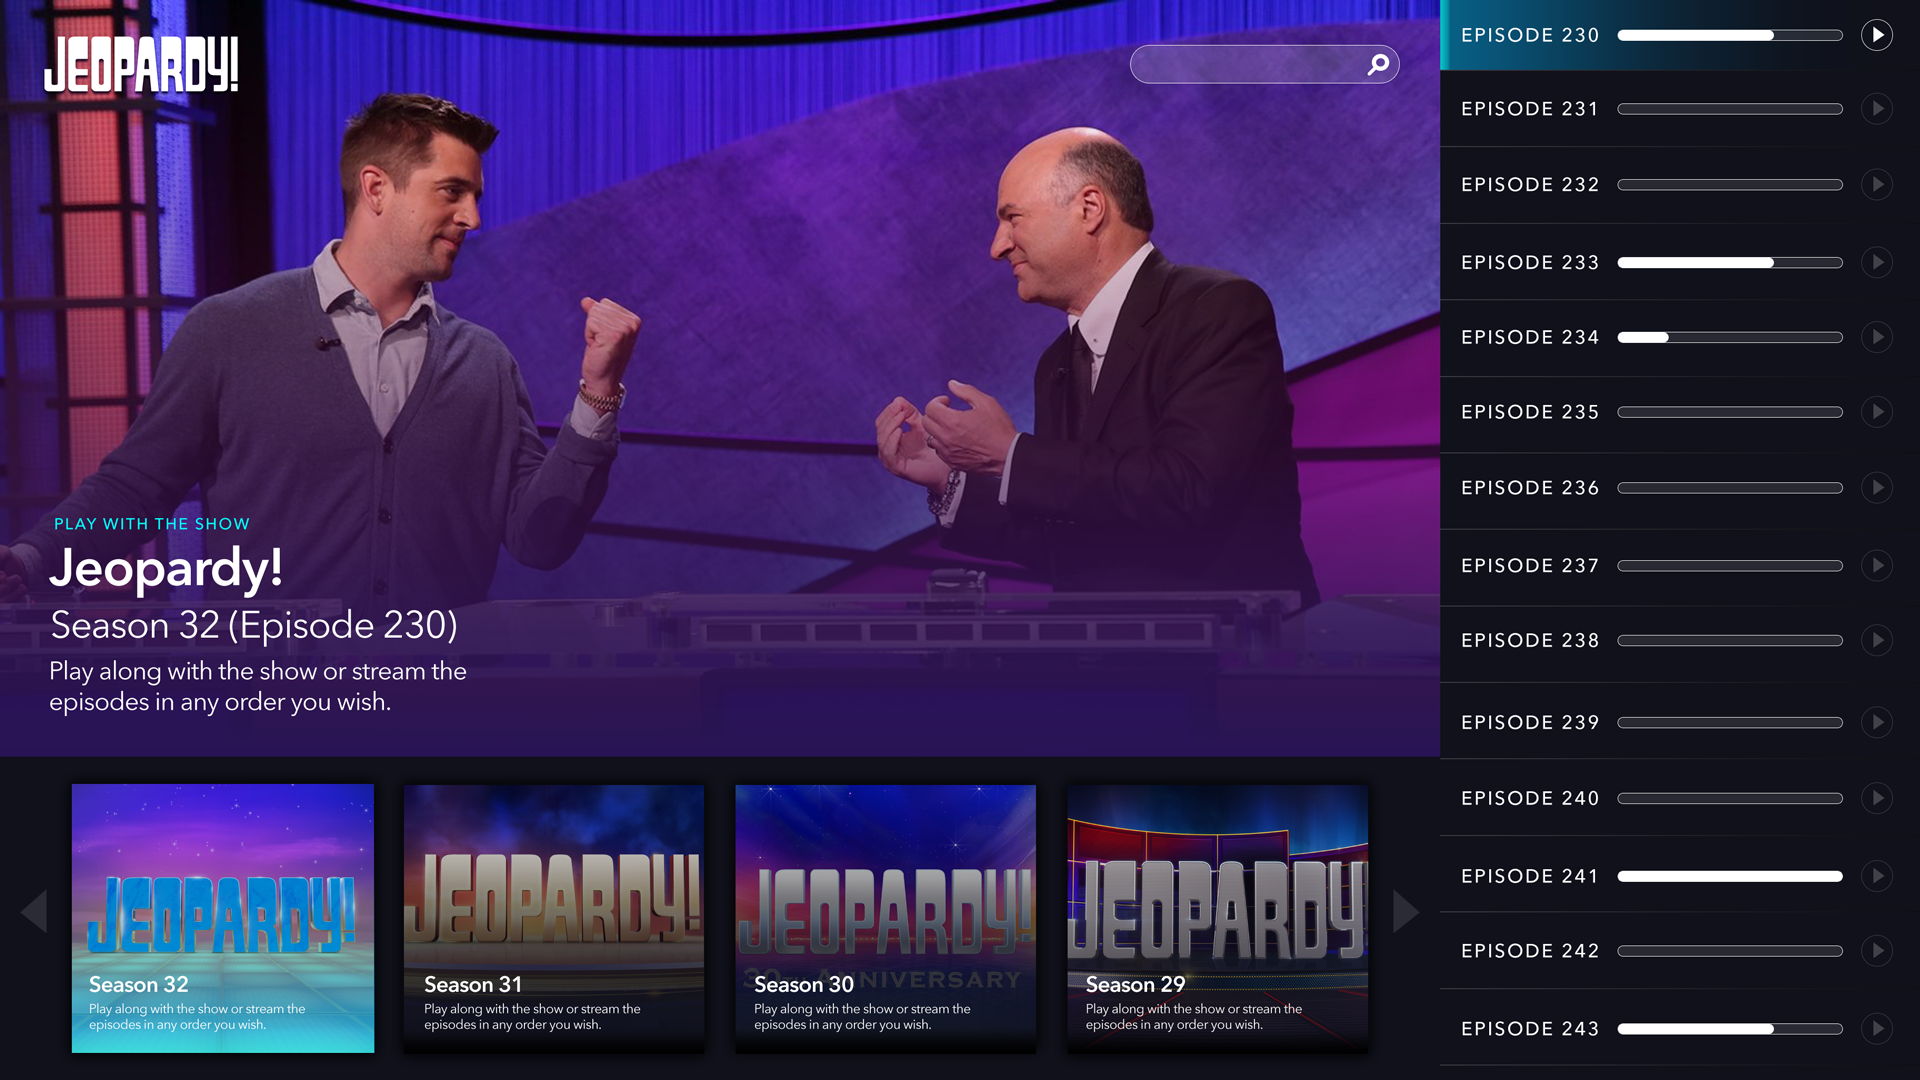 JEOPARDY!
PLAY WITH THE SHOW
Jeopardy!
Season 32 (Episode 230)
Play along with the show or stream the
episodes in any order you wish.
JEOPARDY!
Season 32
Play along with the show or stream the
episodes in any order you wish.
JEOPARDY!
Season 31
Play along with the show or stream the
episodes in any order you wish.
JEOPARDY!
30TH ANNIVERSARY
Season 30
Play along with the show or stream the
episodes in any order you wish.
JEOPARDY
Season 29
Play along with the show or stream the
episodes in any order you wish.
EPISODE 230
EPISODE 231
EPISODE 232
EPISODE 233
EPISODE 234
EPISODE 235
EPISODE 236
EPISODE 237
EPISODE 238
EPISODE 239
EPISODE 240
EPISODE 241
EPISODE 242
EPISODE 243